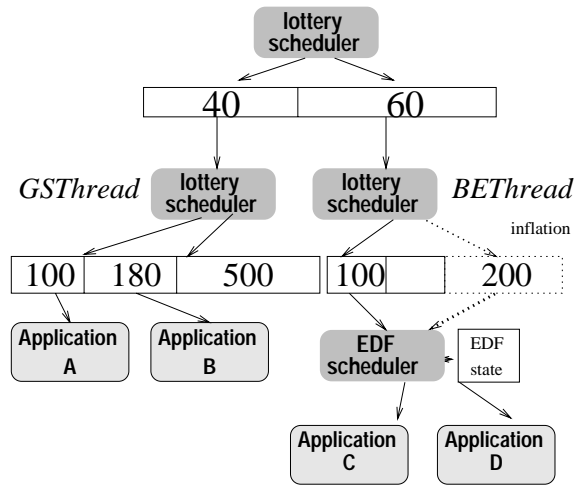 lottery
scheduler
40 60
GSThread
lottery
scheduler
lottery
scheduler
BEThread
inflation
100 180 500 100 200
Application
A
Application
B
EDF
scheduler
EDF
state
Application
C
Application
D